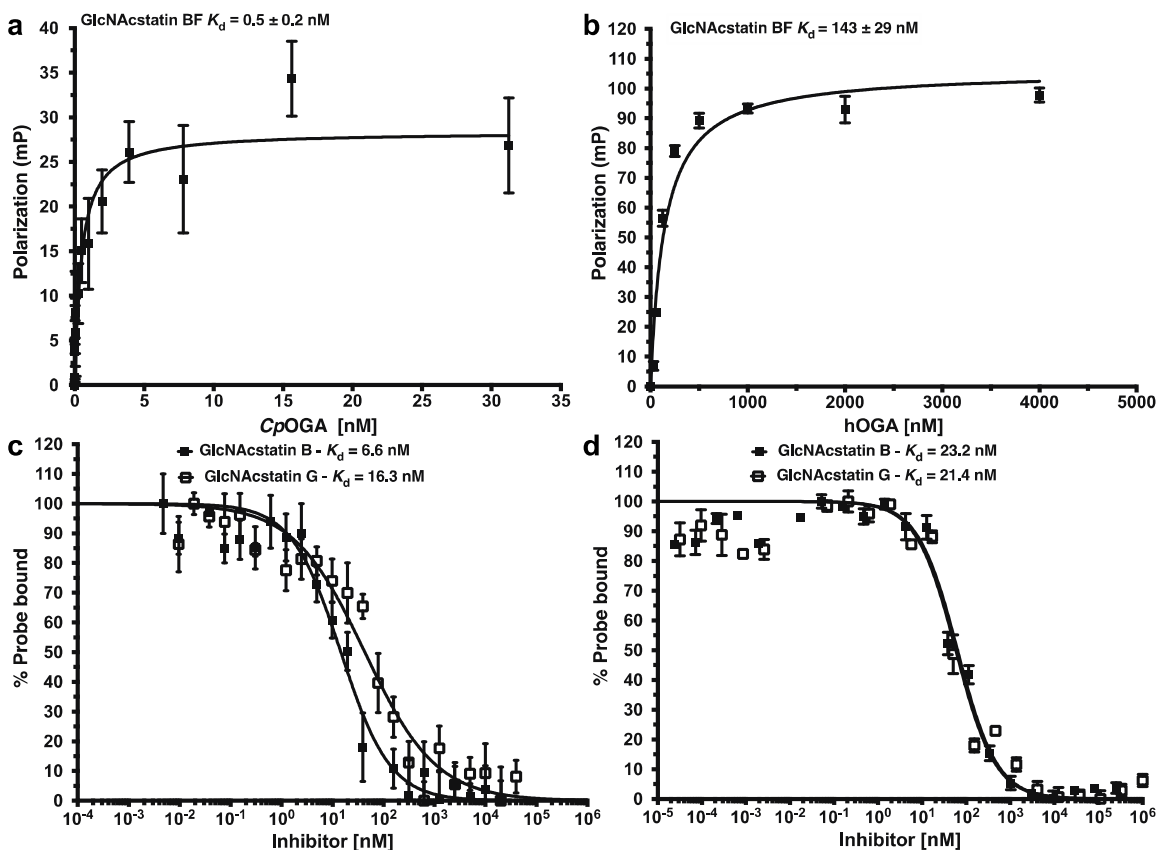 a
GlcNAcstatin BF Kd = 0.5 ± 0.2 nM
Polarization (mP)
40
35
30
25
20
15
10
5
0
0 5 10 15 20 25 30 35
CpOGA [nM]
b
GlcNAcstatin BF Kd = 143 ± 29 nM
Polarization (mP)
120
110
100
90
80
70
60
50
40
30
20
10
0
0 1000 2000 3000 4000 5000
hOGA [nM]
c
GlcNAcstatin B - Kd = 6.6 nM
GlcNAcstatin G - Kd = 16.3 nM
% Probe bound
120
110
100
90
80
70
60
50
40
30
20
10
0
10⁻⁴ 10⁻³ 10⁻² 10⁻¹ 10⁰ 10¹ 10² 10³ 10⁴ 10⁵ 10⁶
Inhibitor [nM]
d
GlcNAcstatin B - Kd = 23.2 nM
GlcNAcstatin G - Kd = 21.4 nM
% Probe bound
120
110
100
90
80
70
60
50
40
30
20
10
0
10⁻⁵ 10⁻⁴ 10⁻³ 10⁻² 10⁻¹ 10⁰ 10¹ 10² 10³ 10⁴ 10⁵ 10⁶
Inhibitor [nM]